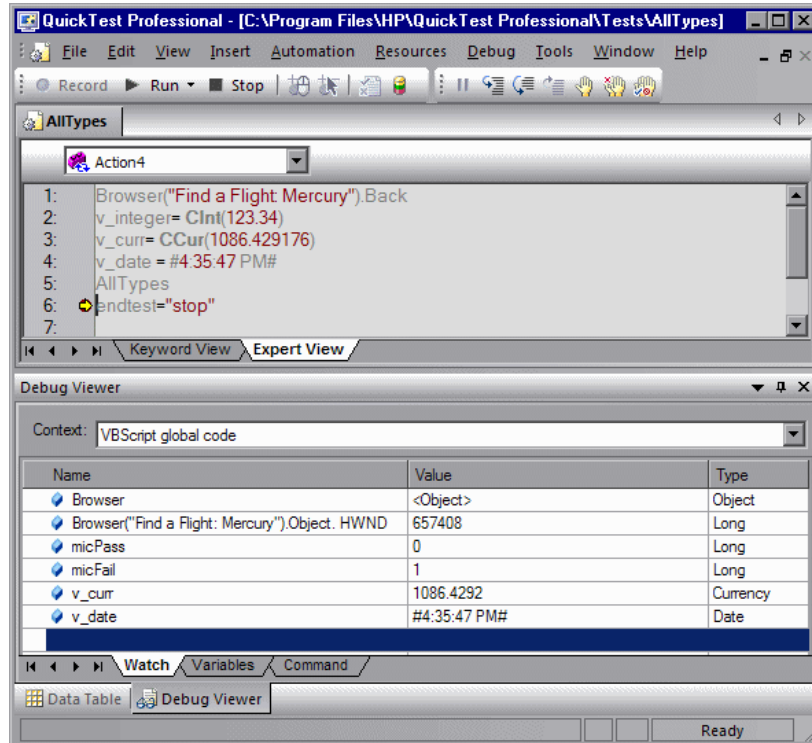 QuickTest Professional - [C:\Program Files\HP\QuickTest Professional\Tests\AllTypes]
File Edit View Insert Automation Resources Debug Tools Window Help
Record Run Stop
AllTypes
Action4
1: Browser("Find a Flight: Mercury").Back
2: v_integer= CInt(123.34)
3: v_curr= CCur(1086.429176)
4: v_date = #4:35:47 PM#
5: AllTypes
6: endtest="stop"
7:
Keyword View Expert View
Debug Viewer
Context: VBScript global code
Name Value Type
Browser <Object> Object
Browser("Find a Flight: Mercury").Object. HWND 657408 Long
micPass 0 Long
micFail 1 Long
v_curr 1086.4292 Currency
v_date #4:35:47 PM# Date
Watch Variables Command
Data Table Debug Viewer
Ready